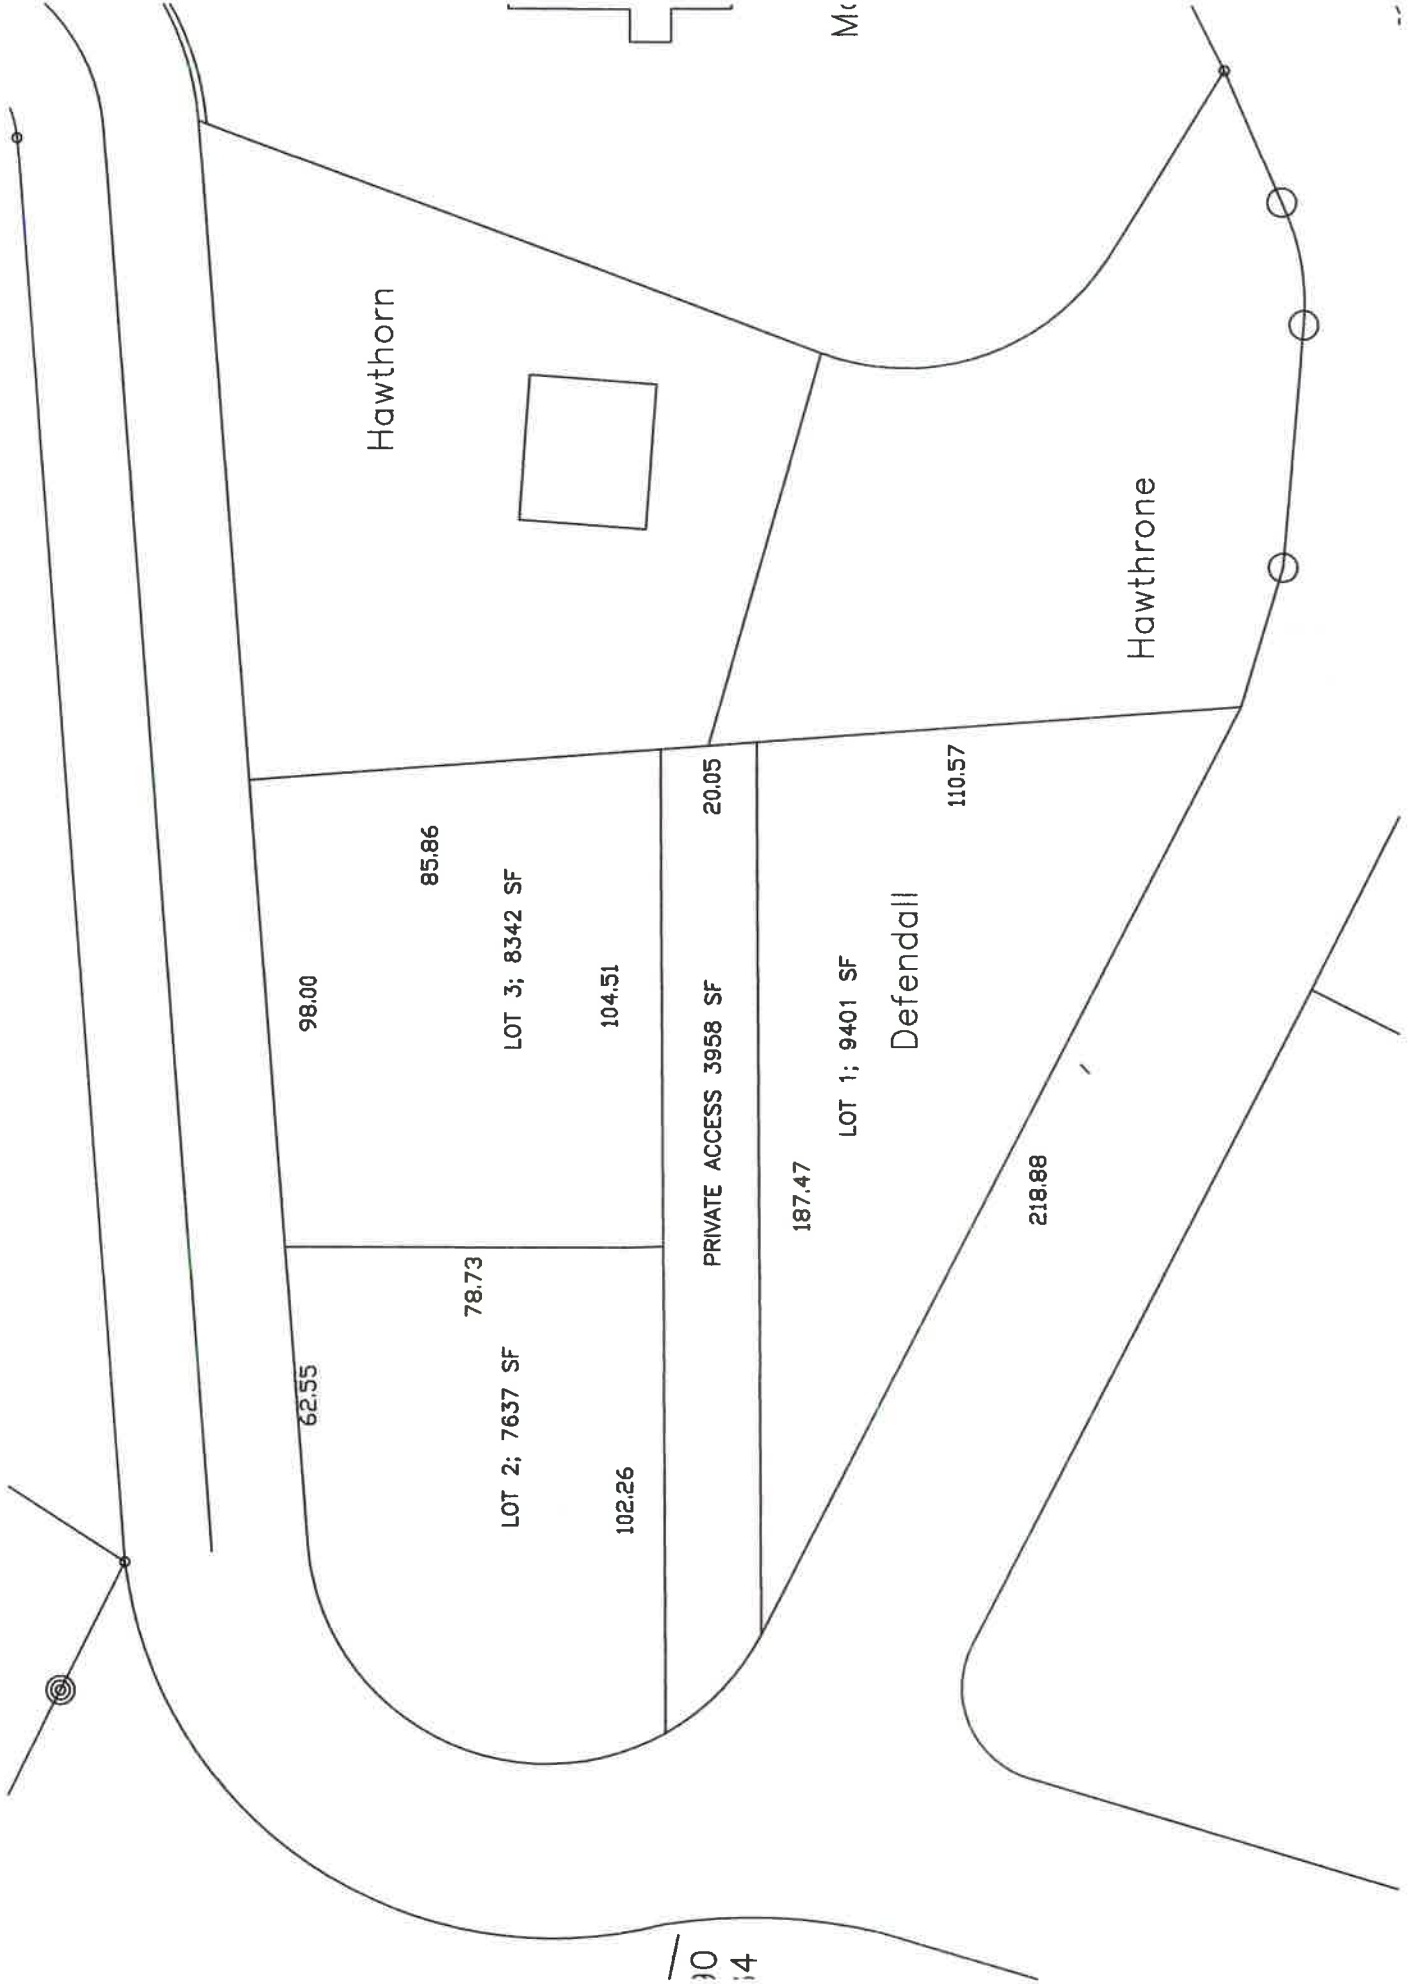 Hawthorn
Hawthrone
85.86
20.05
110.57
98.00
LOT 3; 8342 SF
104.51
PRIVATE ACCESS 3958 SF
LOT 1; 9401 SF
Defendall
78.73
187.47
218.88
62.55
LOT 2; 7637 SF
102.26